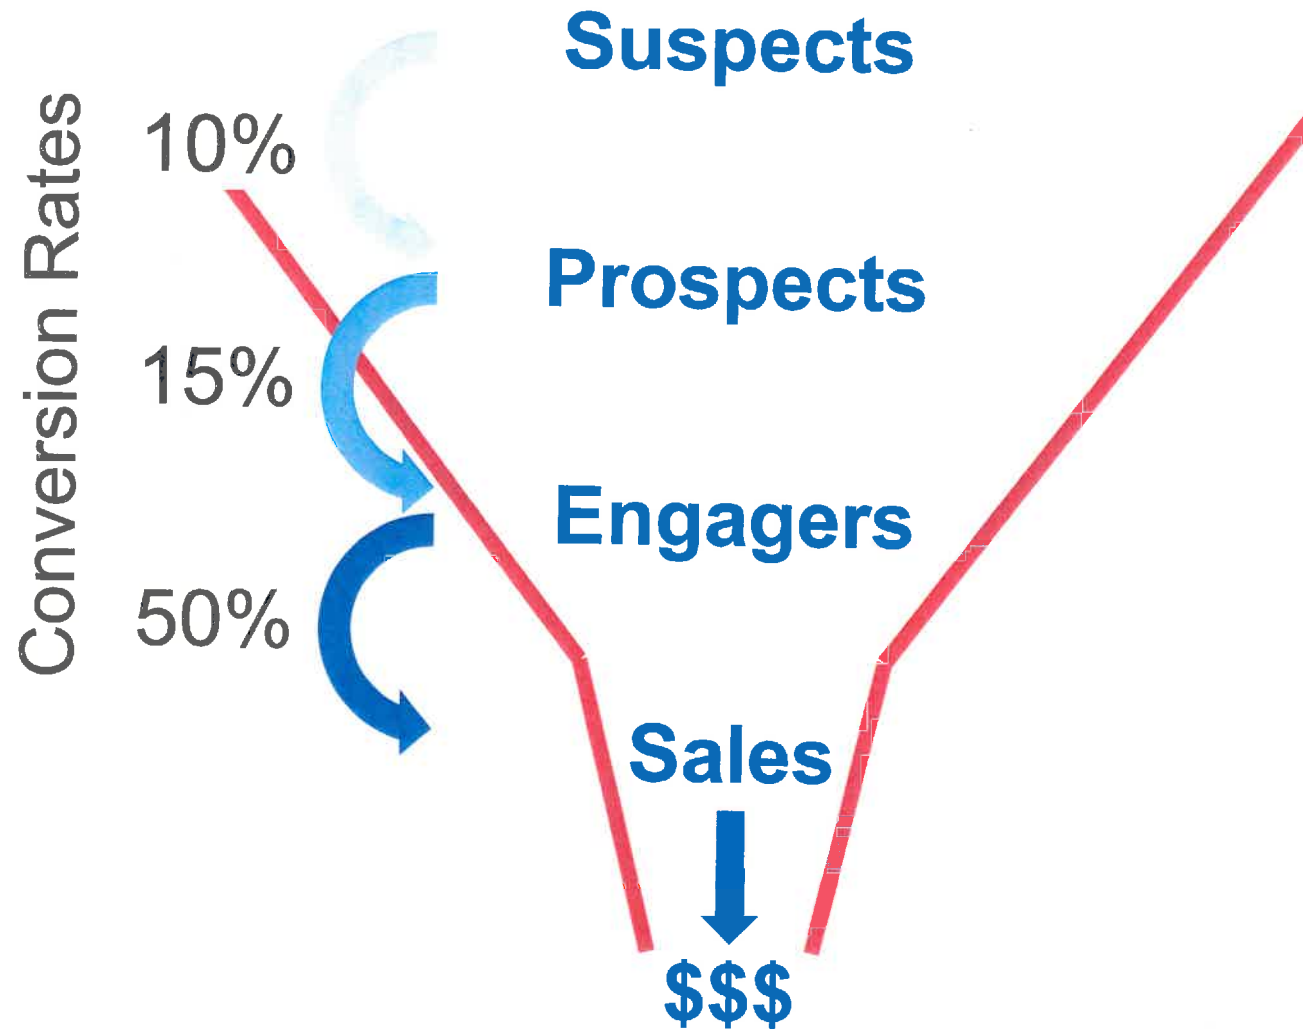 Conversion Rates
Suspects
10%
Prospects
15%
Engagers
50%
Sales
$$$